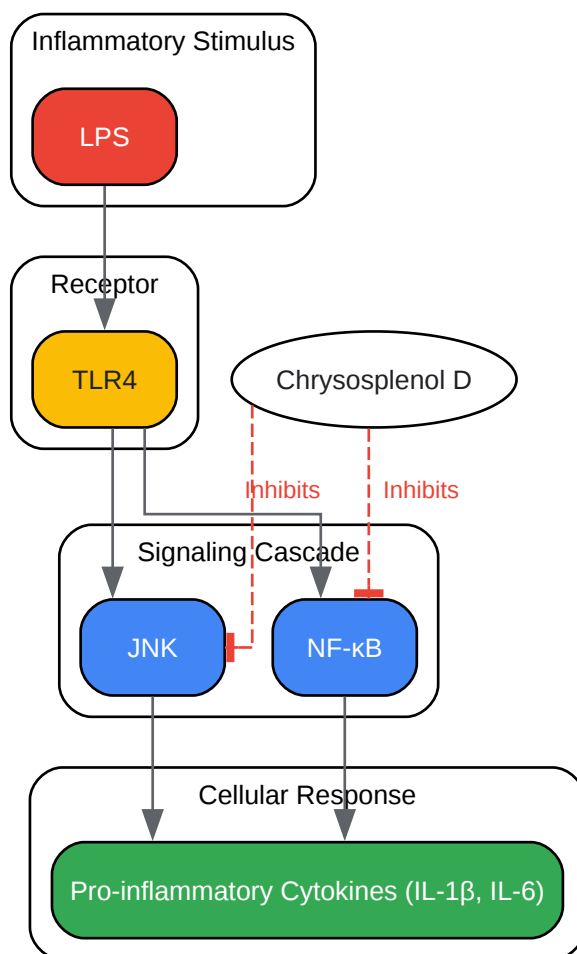 Inflammatory Stimulus
LPS
Receptor
TLR4
Chrysosplenol D
Inhibits
Inhibits
Signaling Cascade
JNK
NF-κB
Cellular Response
Pro-inflammatory Cytokines (IL-1β, IL-6)